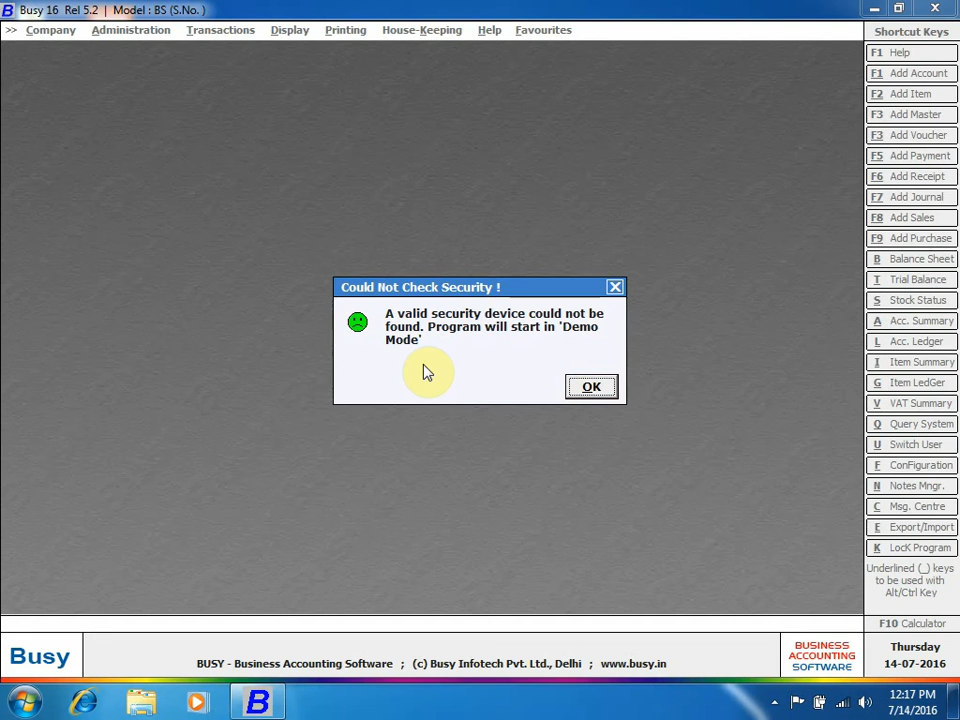 Busy 16 Rel 5.2 | Model : BS (S.No. )
>> Company Administration Transactions Display Printing House-Keeping Help Favourites
Shortcut Keys
F1 Help
F1 Add Account
F2 Add Item
F3 Add Master
F3 Add Voucher
F5 Add Payment
F6 Add Receipt
F7 Add Journal
F8 Add Sales
F9 Add Purchase
B Balance Sheet
T Trial Balance
S Stock Status
A Acc. Summary
L Acc. Ledger
I Item Summary
G Item LedGer
V VAT Summary
Q Query System
U Switch User
F ConFiguration
N Notes Mngr.
C Msg. Centre
E Export/Import
K LocK Program
Underlined (_) keys
to be used with
Alt/Ctrl Key
F10 Calculator
Could Not Check Security !
A valid security device could not be
found. Program will start in 'Demo
Mode'
OK
Busy
BUSY - Business Accounting Software ; (c) Busy Infotech Pvt. Ltd., Delhi ; www.busy.in
BUSINESS
ACCOUNTING
SOFTWARE
Thursday
14-07-2016
B
12:17 PM
7/14/2016